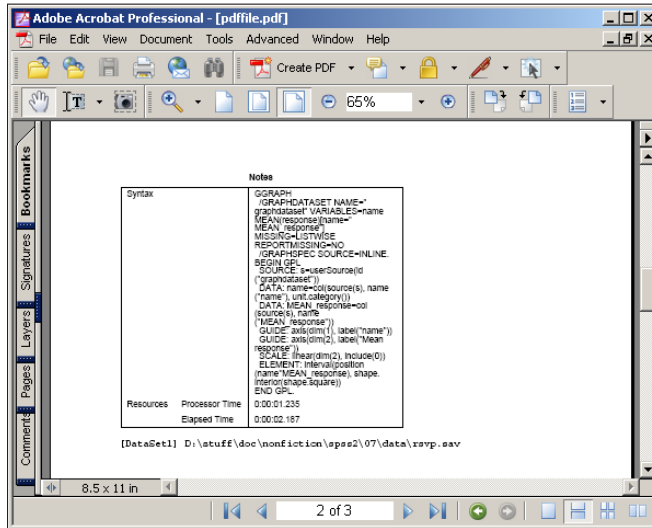 Adobe Acrobat Professional - [pdffile.pdf]
File Edit View Document Tools Advanced Window Help
Create PDF
65%
Bookmarks
Signatures
Layers
Pages
Comments
Notes
Syntax
GGRAPH
/GRAPHDATASET NAME="
graphdataset" VARIABLES=name
MEAN(response)[name="
MEAN_response"]
MISSING=LISTWISE
REPORTMISSING=NO
/GRAPHSPEC SOURCE=INLINE.
BEGIN GPL
SOURCE: s=userSource(id
("graphdataset"))
DATA: name=col(source(s), name
("name"), unit.category())
DATA: MEAN_response=col
(source(s), name
("MEAN_response"))
GUIDE: axis(dim(1), label("name"))
GUIDE: axis(dim(2), label("Mean
response"))
SCALE: linear(dim(2), include(0))
ELEMENT: interval(position
(name*MEAN_response), shape.
interior(shape.square))
END GPL.
Resources Processor Time 0:00:01.235
Elapsed Time 0:00:02.187
[DataSet1] D:\stuff\doc\nonfiction\spss2\07\data\rsvp.sav
8.5 x 11 in
2 of 3